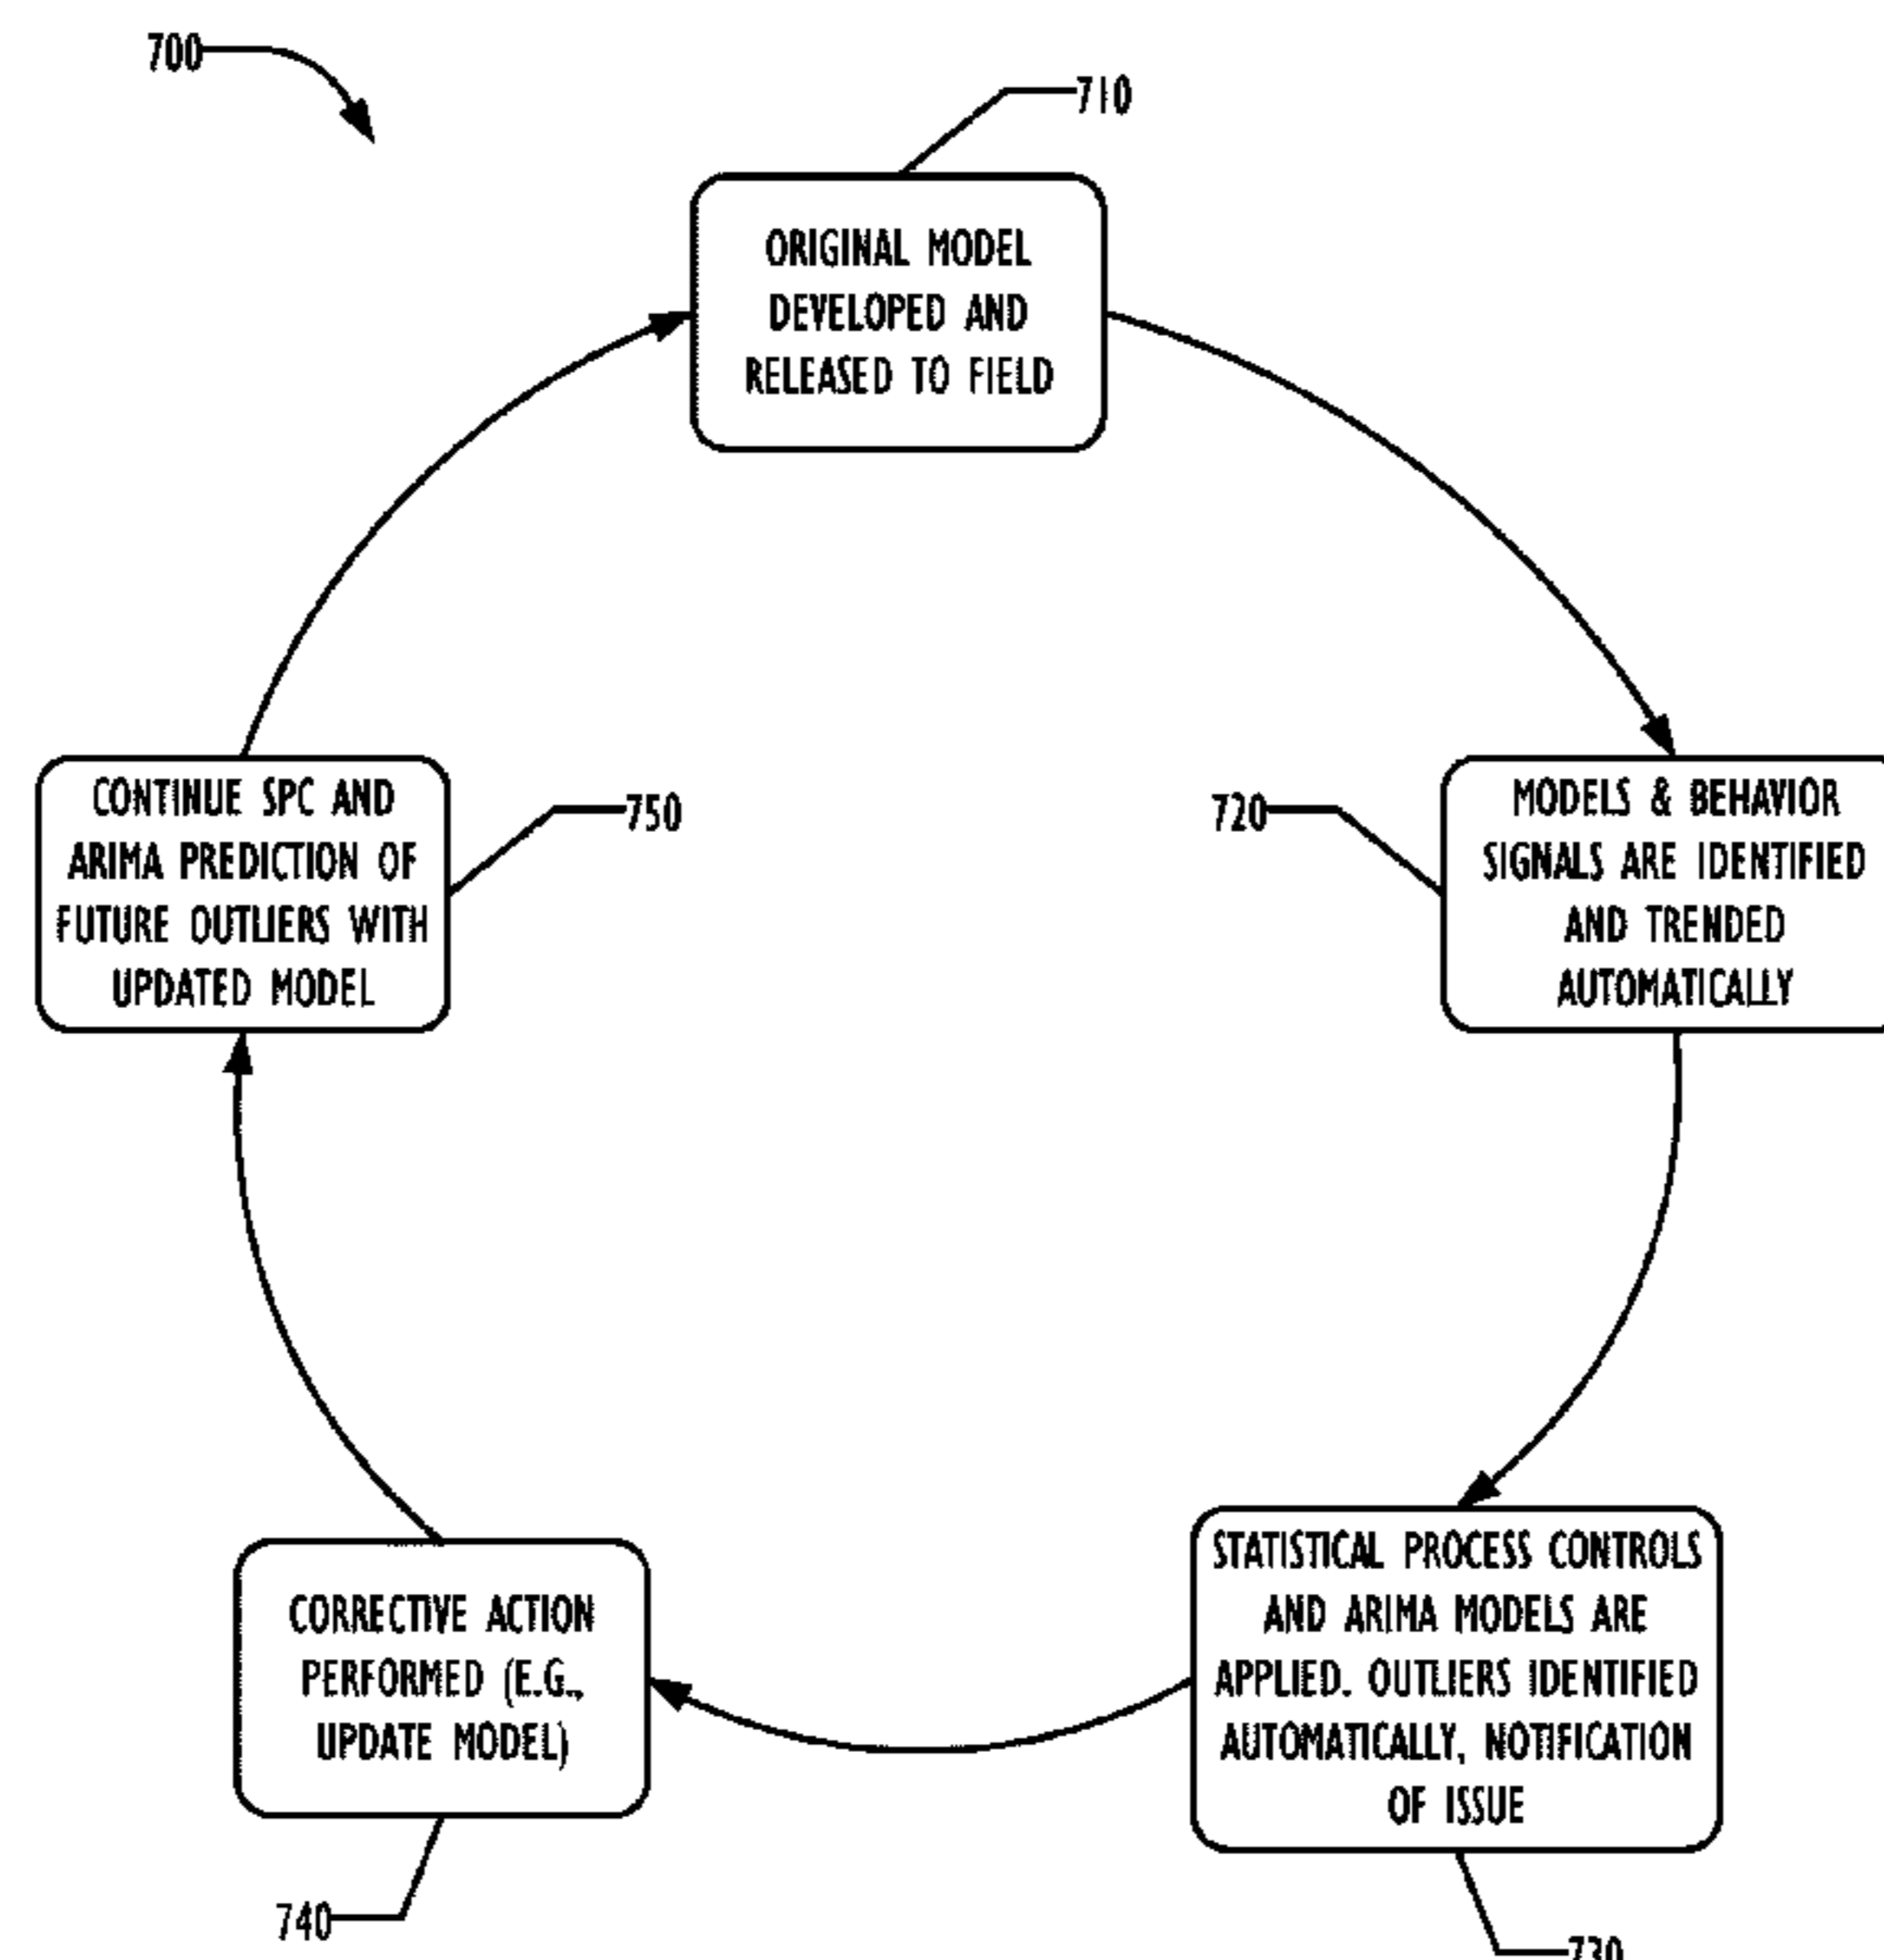 700
710
ORIGINAL MODEL
DEVELOPED AND
RELEASED TO FIELD
CONTINUE SPC AND
ARIMA PREDICTION OF
FUTURE OUTLIERS WITH
UPDATED MODEL
750
720
MODELS & BEHAVIOR
SIGNALS ARE IDENTIFIED
AND TRENDED
AUTOMATICALLY
CORRECTIVE ACTION
PERFORMED (E.G.,
UPDATE MODEL)
740
STATISTICAL PROCESS CONTROLS
AND ARIMA MODELS ARE
APPLIED. OUTLIERS IDENTIFIED
AUTOMATICALLY, NOTIFICATION
OF ISSUE
730